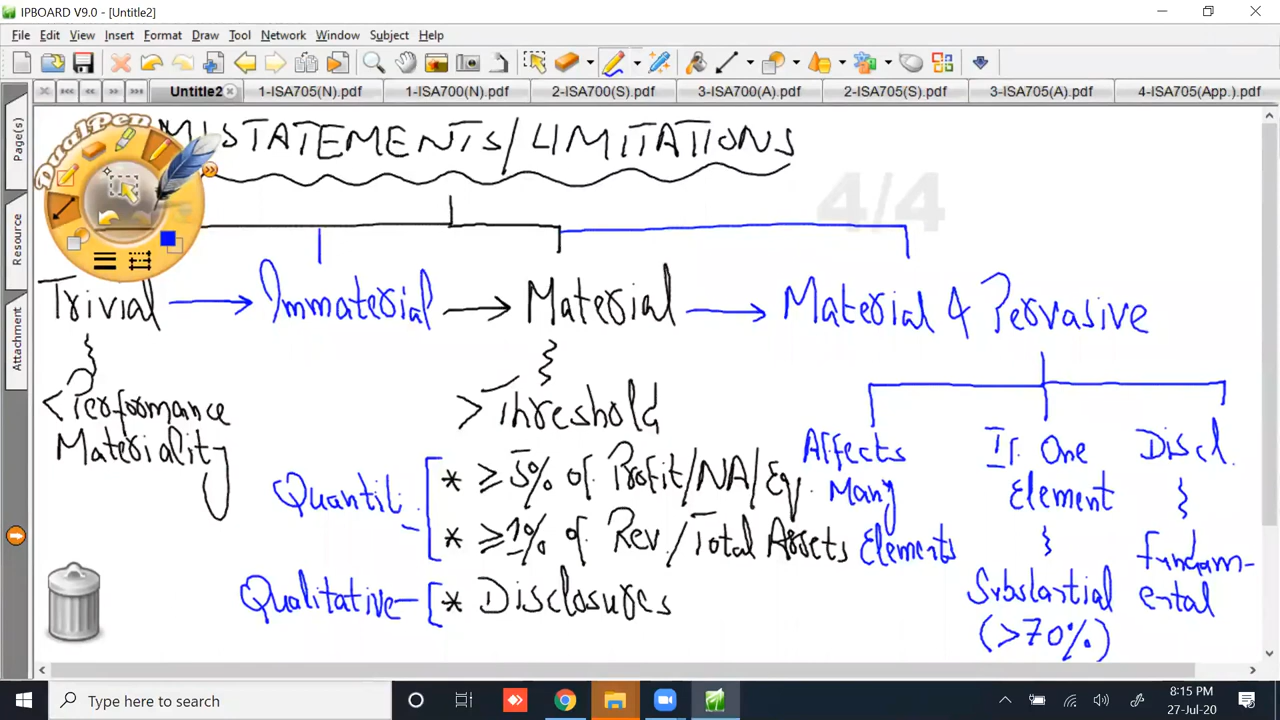 IPBOARD V9.0 - [Untitle2]
File Edit View Insert Format Draw Tool Network Window Subject Help
Untitle2 1-ISA705(N).pdf 1-ISA700(N).pdf 2-ISA700(S).pdf 3-ISA700(A).pdf 2-ISA705(S).pdf 3-ISA705(A).pdf 4-ISA705(App.).pdf
Page(s)
Resource
Attachment
DualPen
MISTATEMENTS/LIMITATIONS
4/4
Trivial → Immaterial → Material → Material & Pervasive
< Performance
Materiality
> Threshold
Quantit.
* ≥ 5% of Profit/NA/Eq.
* ≥ 1% of Rev./Total Assets
Qualitative - * Disclosures
Affects
Many
Elements
If One
Element
Substantial
(>70%)
Discl.
fundam-
ental
Type here to search
8:15 PM
27-Jul-20